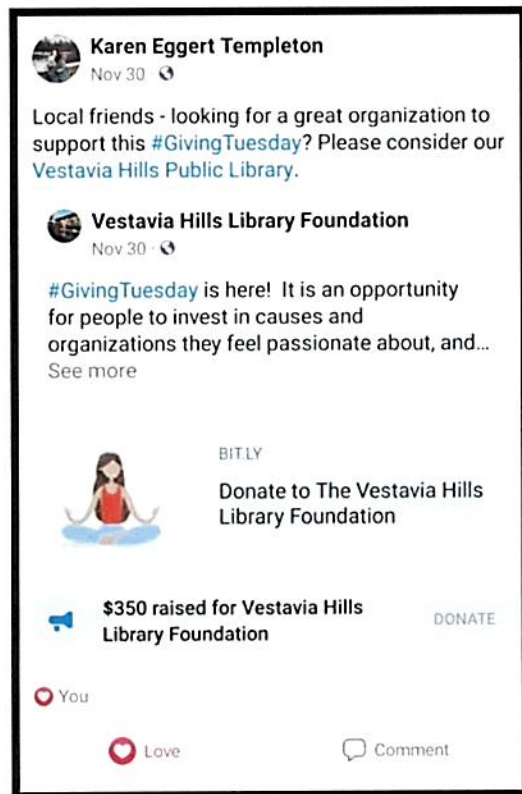 Karen Eggert Templeton
Nov 30
Local friends - looking for a great organization to
support this #GivingTuesday? Please consider our
Vestavia Hills Public Library.
Vestavia Hills Library Foundation
Nov 30 ·
#GivingTuesday is here! It is an opportunity
for people to invest in causes and
organizations they feel passionate about, and...
See more
BIT.LY
Donate to The Vestavia Hills
Library Foundation
$350 raised for Vestavia Hills
Library Foundation
DONATE
You
Love
Comment